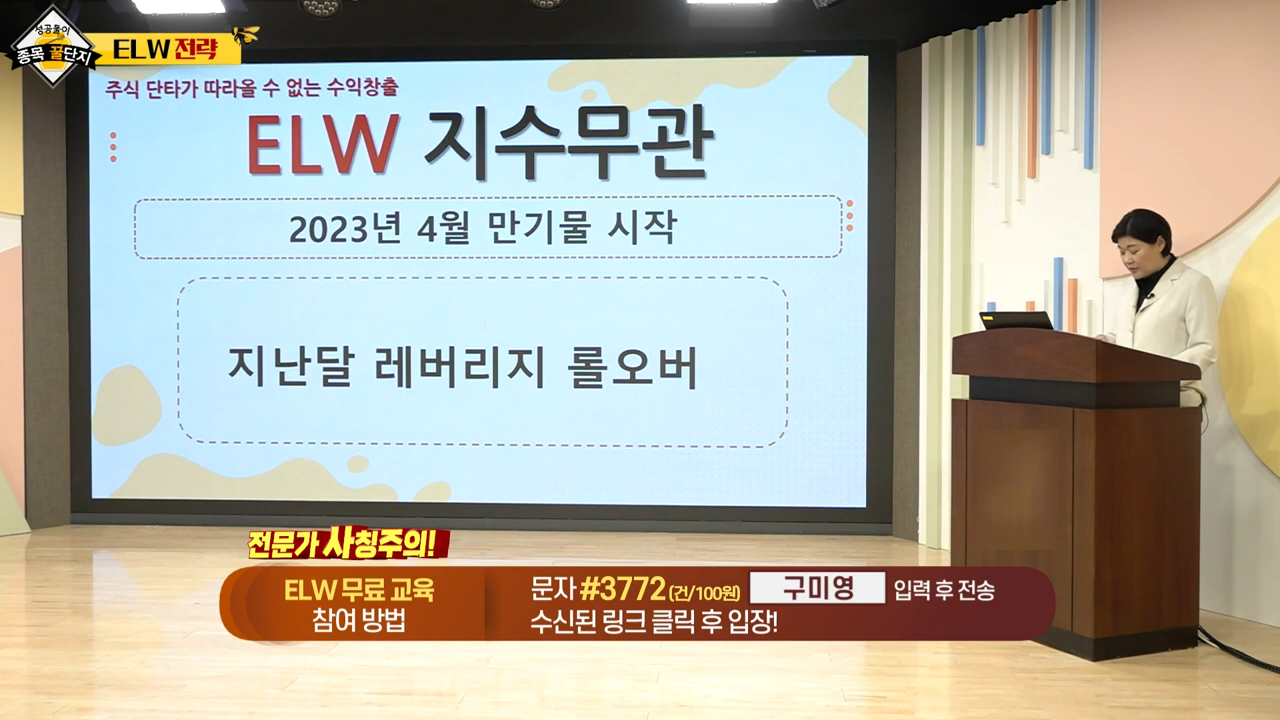 성공풀이
종목 꿀단지
ELW 전략
주식 단타가 따라올 수 없는 수익창출
ELW 지수무관
2023년 4월 만기물 시작
지난달 레버리지 롤오버
전문가 사칭주의!
ELW 무료 교육
참여 방법
문자 #3772 (건/100원) 구미영 입력 후 전송
수신된 링크 클릭 후 입장!